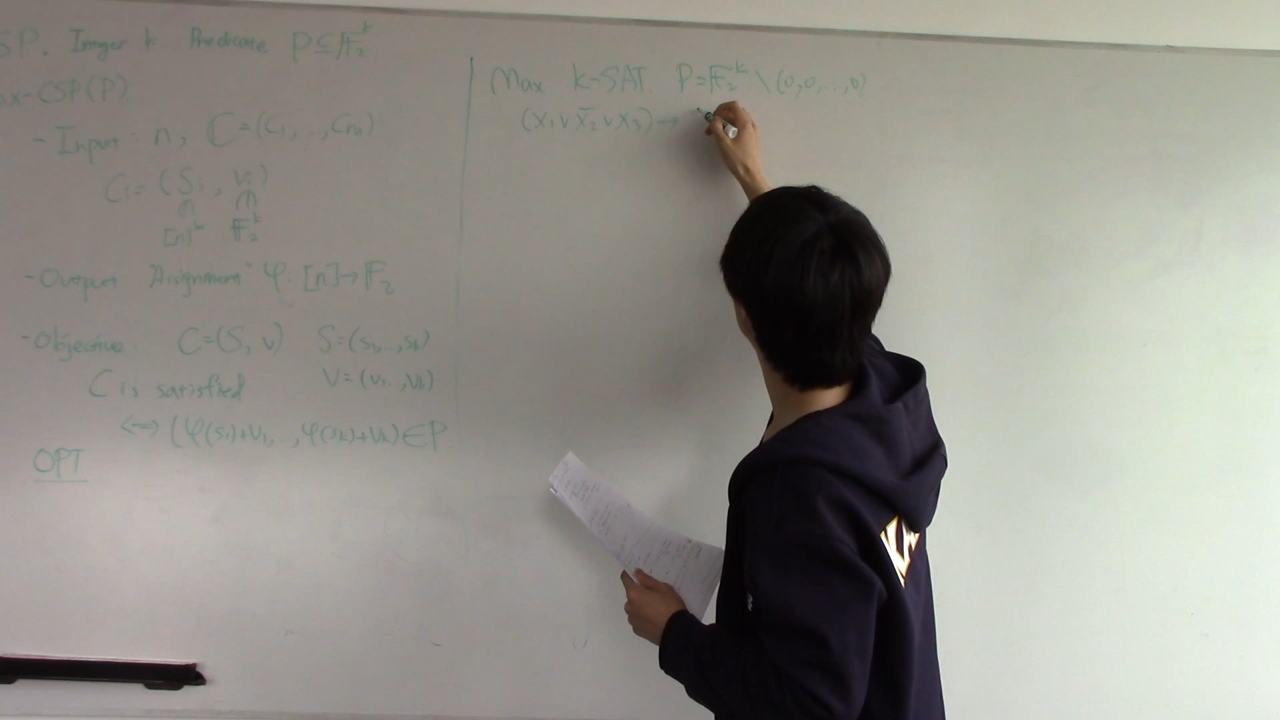 SP. Integer k Predicate P⊆𝔽₂ᵏ
ax-CSP(P)
- Input: n, ℂ=(C₁,...,Cₘ)
Cᵢ=(Sᵢ, Vᵢ)
∩ ∩
[n]ᵏ 𝔽₂ᵏ
-Output Assignment φ: [n]→𝔽₂
-Objective. C=(S, v) S=(s₁,..,sₖ)
C is satisfied V=(v₁..,vₖ)
⟺ (φ(s₁)+v₁, ,φ(sₖ)+vₖ)∈P
OPT
Max k-SAT. P=𝔽₂ᵏ \ (0,0,..,0)
(x₁∨x̄₂∨x₃)→